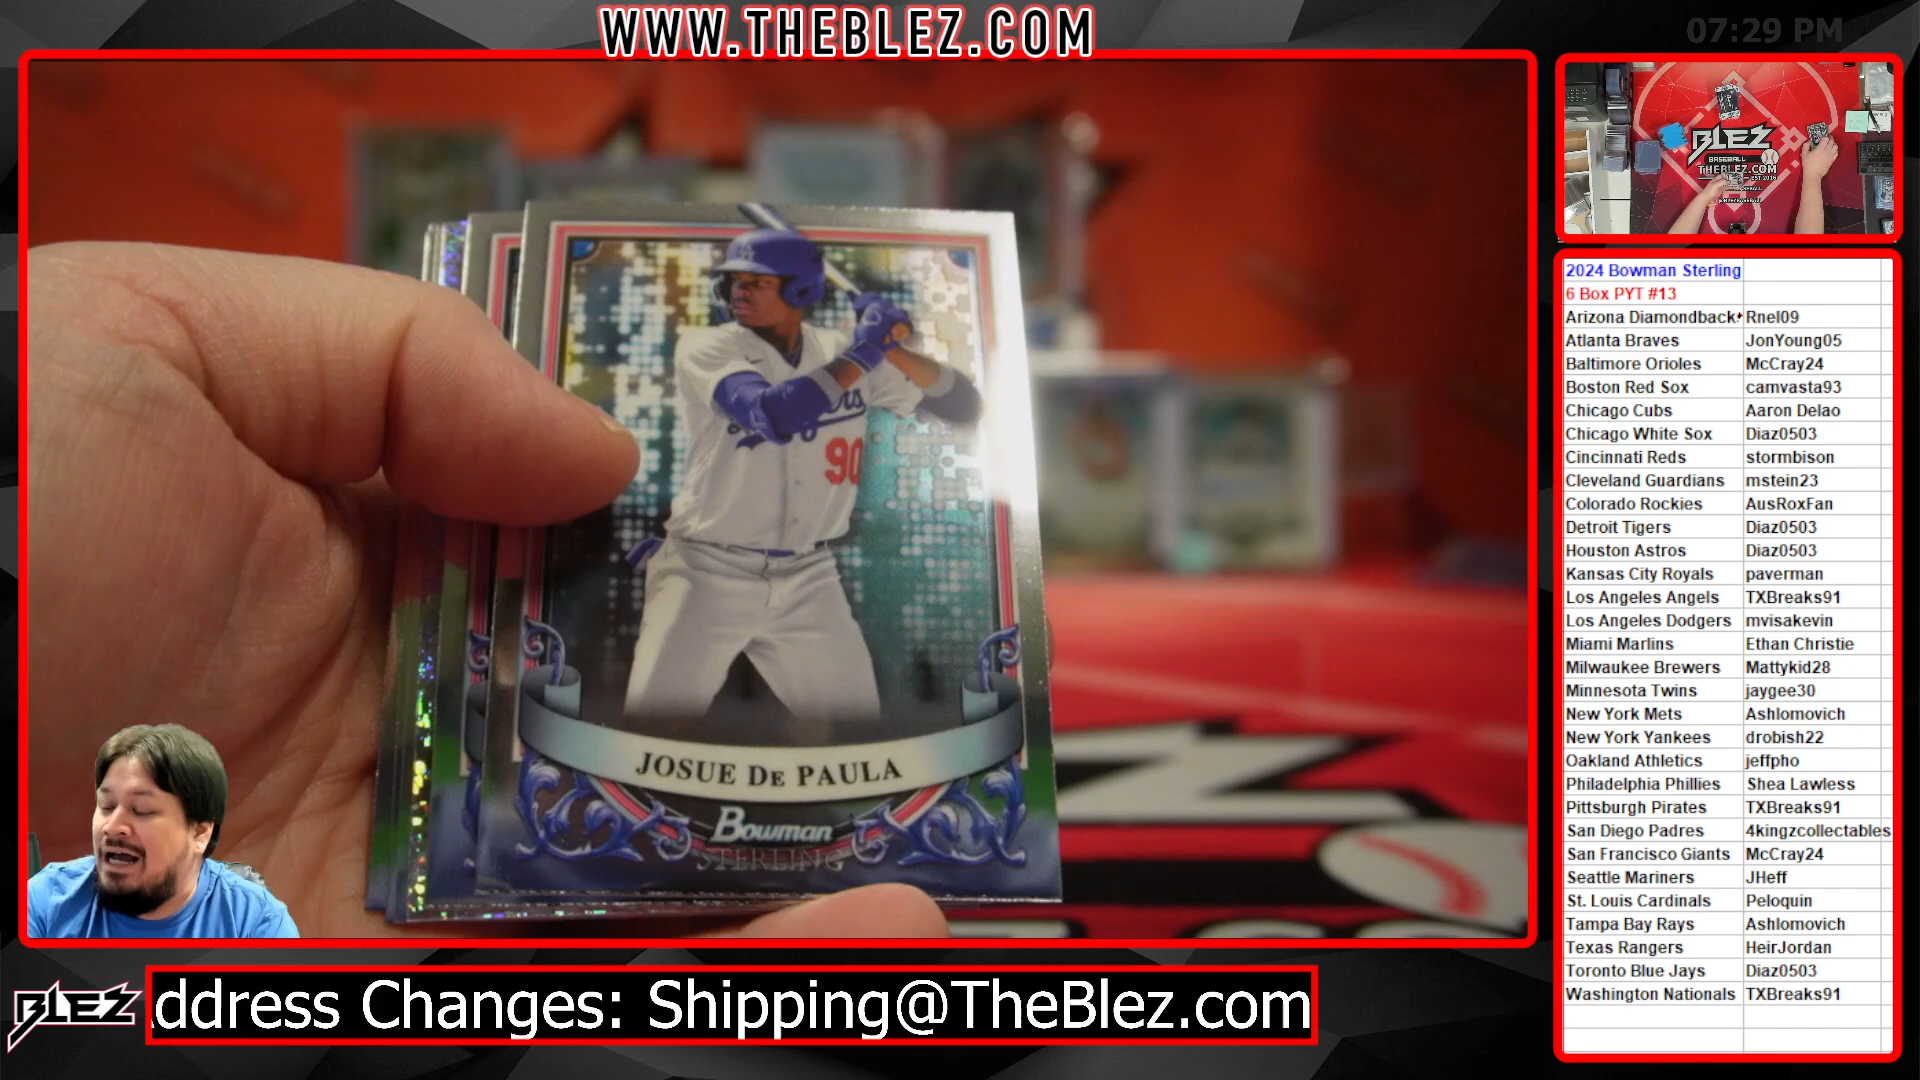 WWW.THEBLEZ.COM
07:29 PM
90
JOSUE DE PAULA
Bowman
STERLING
BLEZ
BASEBALL
THEBLEZ.COM
2024 Bowman Sterling
6 Box PYT #13
Arizona Diamondback Rnel09
Atlanta Braves JonYoung05
Baltimore Orioles McCray24
Boston Red Sox camvasta93
Chicago Cubs Aaron Delao
Chicago White Sox Diaz0503
Cincinnati Reds stormbison
Cleveland Guardians mstein23
Colorado Rockies AusRoxFan
Detroit Tigers Diaz0503
Houston Astros Diaz0503
Kansas City Royals paverman
Los Angeles Angels TXBreaks91
Los Angeles Dodgers mvisakevin
Miami Marlins Ethan Christie
Milwaukee Brewers Mattykid28
Minnesota Twins jaygee30
New York Mets Ashlomovich
New York Yankees drobish22
Oakland Athletics jeffpho
Philadelphia Phillies Shea Lawless
Pittsburgh Pirates TXBreaks91
San Diego Padres 4kingzcollectables
San Francisco Giants McCray24
Seattle Mariners JHeff
St. Louis Cardinals Peloquin
Tampa Bay Rays Ashlomovich
Texas Rangers HeirJordan
Toronto Blue Jays Diaz0503
Washington Nationals TXBreaks91
BLEZ
ddress Changes: Shipping@TheBlez.com